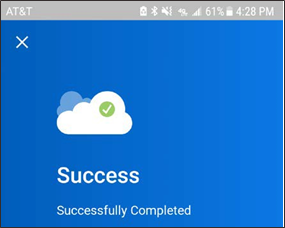 AT&T 61% 4:28 PM
Success
Successfully Completed